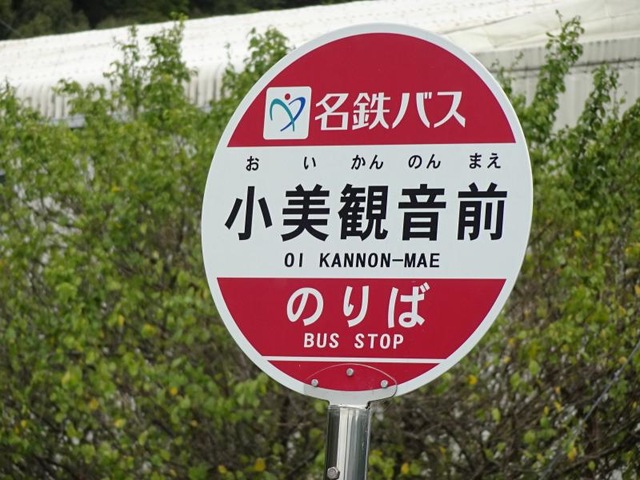 名鉄バス
お い かん のん まえ
小美観音前
OI KANNON-MAE
のりば
BUS STOP